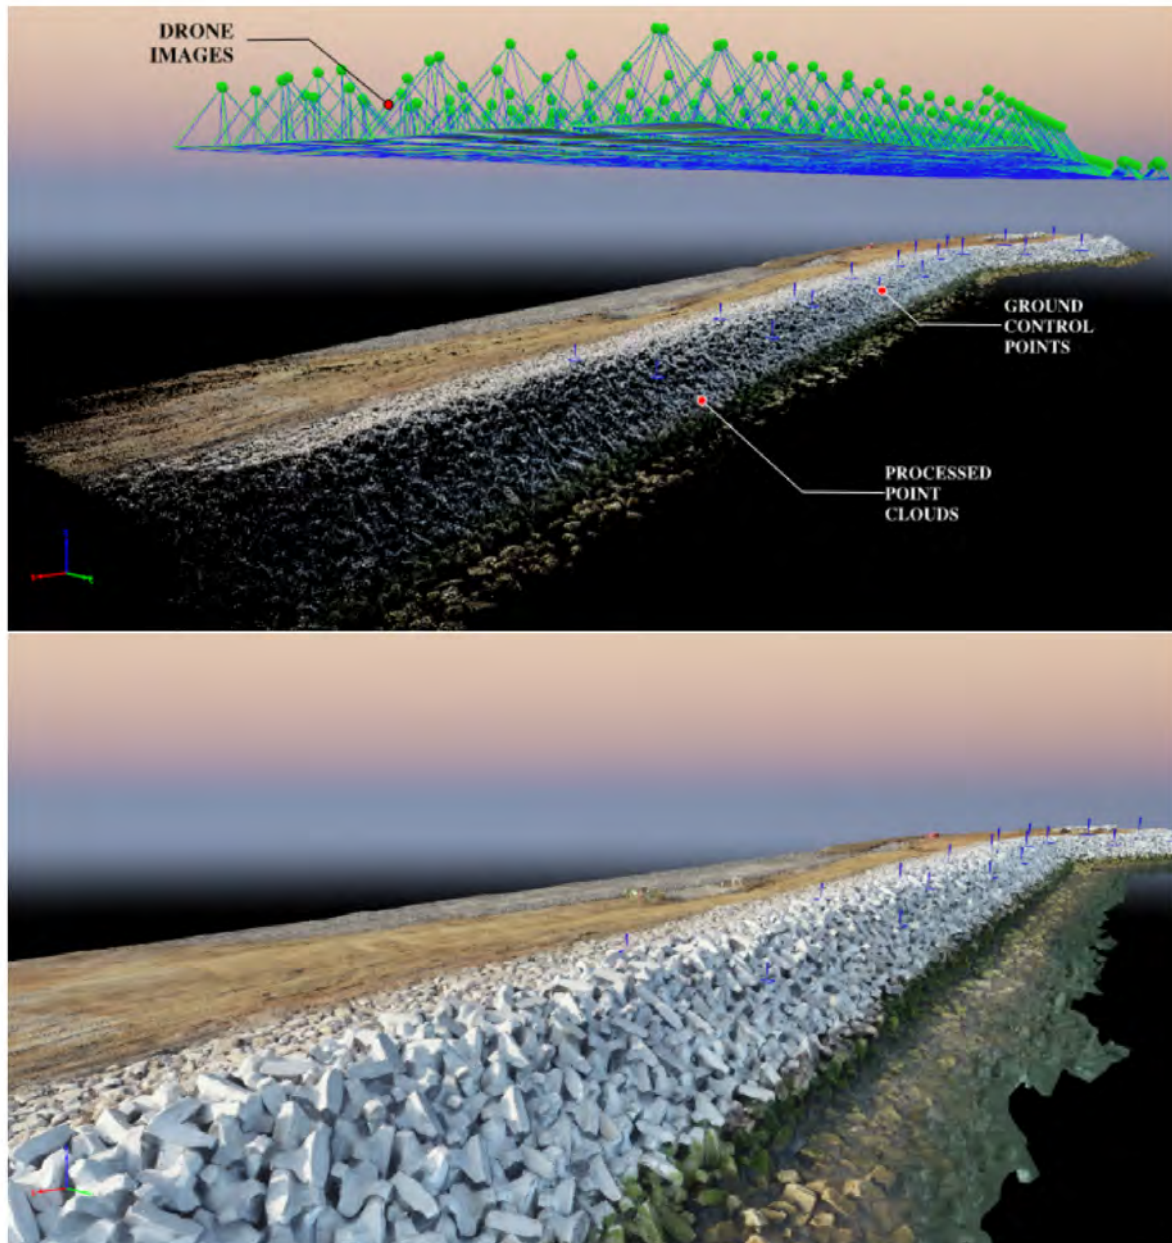 DRONE
IMAGES
GROUND
CONTROL
POINTS
PROCESSED
POINT
CLOUDS